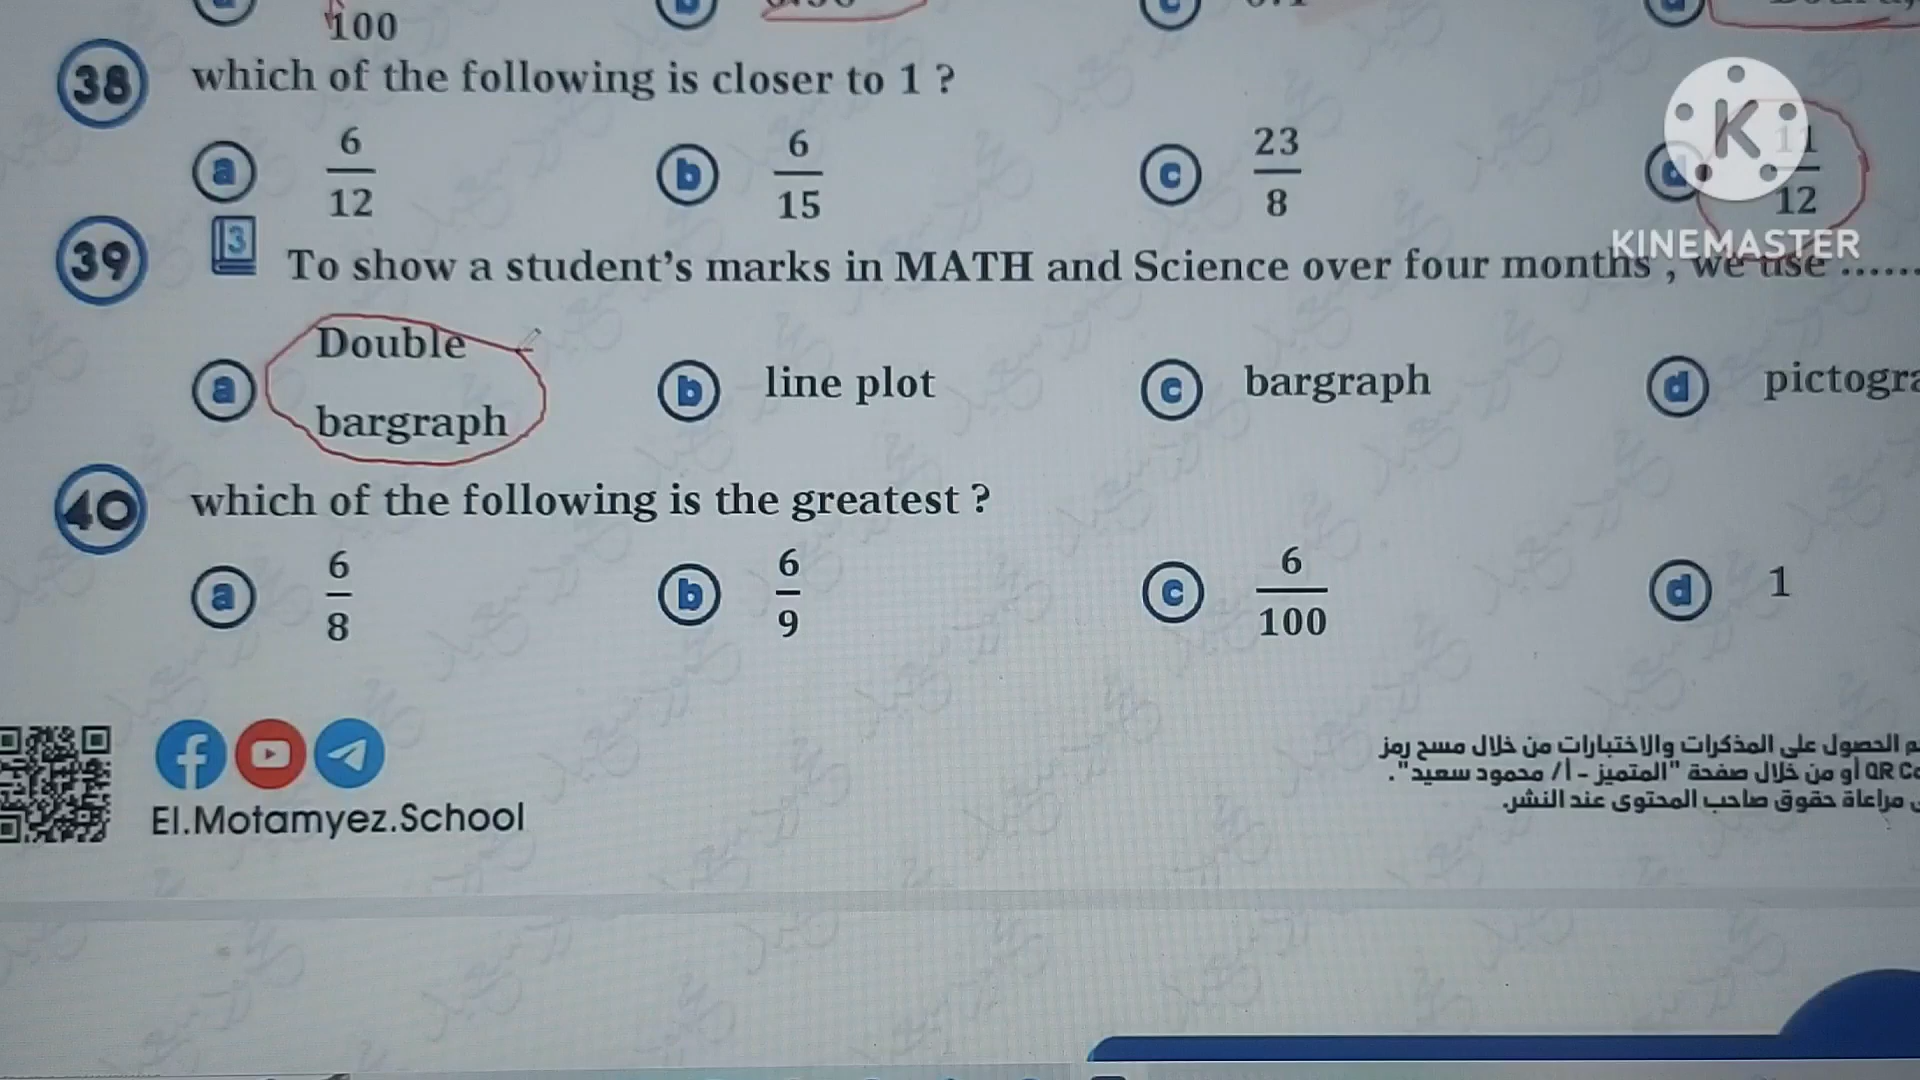 100
38 which of the following is closer to 1 ?
a 6/12 b 6/15 c 23/8 d 11/12
KINEMASTER
39 3 To show a student's marks in MATH and Science over four months , we use ......
a Double bargraph b line plot c bargraph d
40 which of the following is the greatest ?
a 6/8 b 6/9 c 6/100 d 1
El.Motamyez.School
الحصول على المذكرات والاختبارات من خلال مسح رمز
QR أو من خلال صفحة "المتميز - أ/ محمود سعيد".
مراعاة حقوق صاحب المحتوى عند النشر.